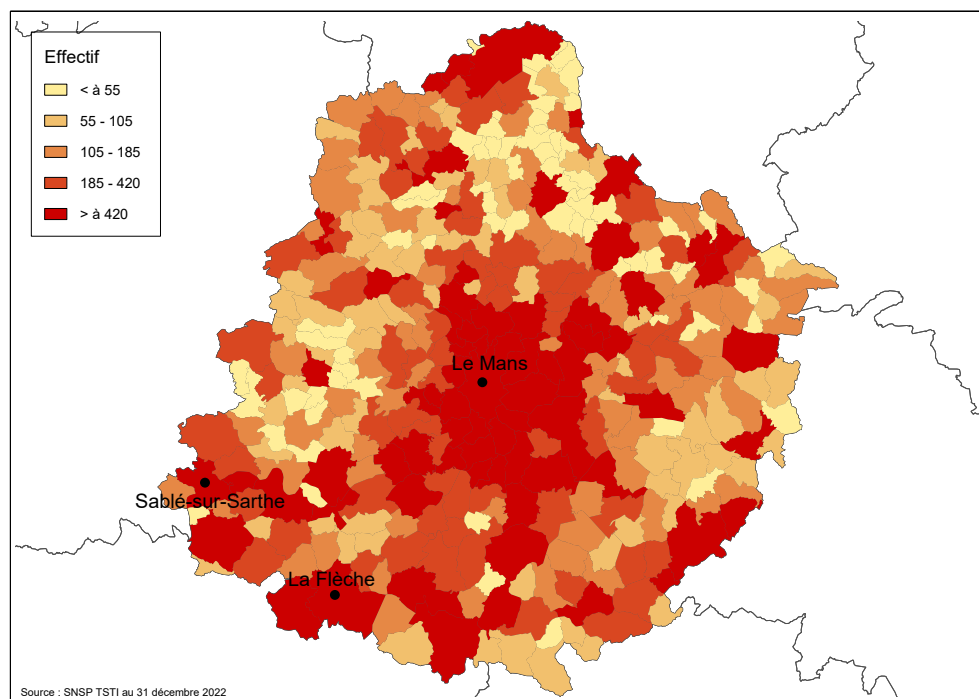 Effectif
< à 55
55 - 105
105 - 185
185 - 420
> à 420
Le Mans
Sablé-sur-Sarthe
La Flèche
Source : SNSP TSTI au 31 décembre 2022